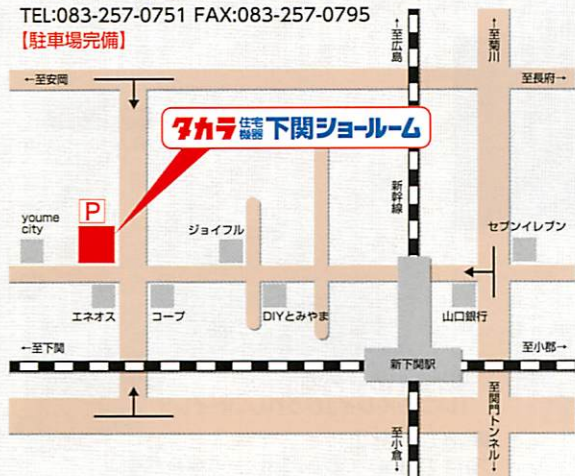 TEL:083-257-0751 FAX:083-257-0795
【駐車場完備】
←至広島
←至菊川
←至安岡
至長府→
タカラ住宅機器下関ショールーム
新幹線
youme
city
P
ジョイフル
セブンイレブン
エネオス
コープ
DIYとみやま
山口銀行
←至下関
新下関駅
至小郡→
至小倉→
至関門トンネル→